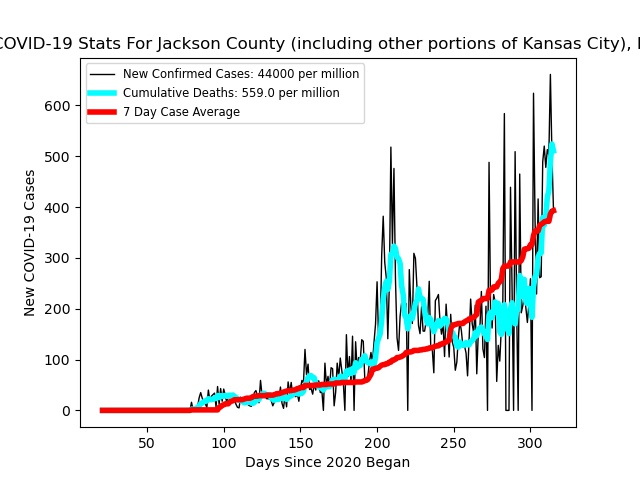 COVID-19 Stats For Jackson County (including other portions of Kansas City),
New Confirmed Cases: 44000 per million
Cumulative Deaths: 559.0 per million
7 Day Case Average
New COVID-19 Cases
600
500
400
300
200
100
0
50 100 150 200 250 300
Days Since 2020 Began